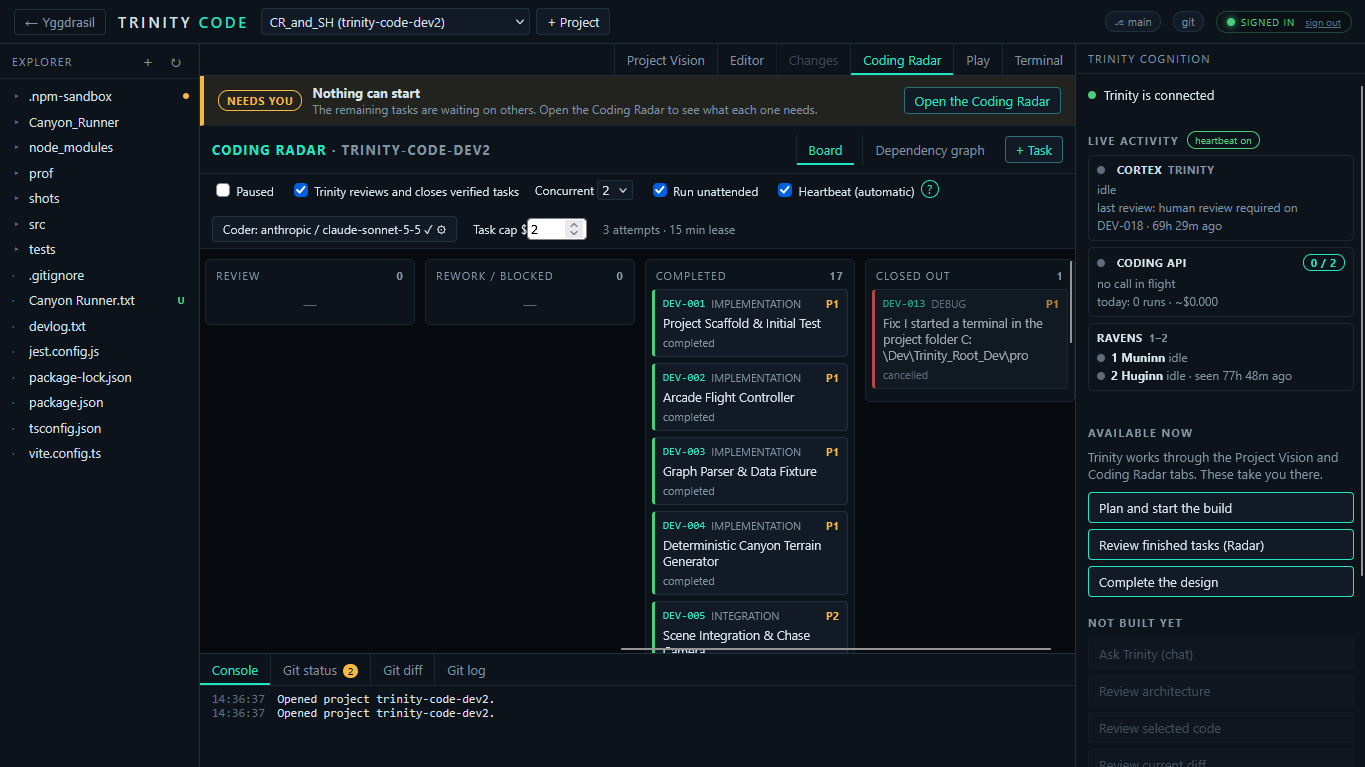 ← Yggdrasil
TRINITY CODE
CR_and_SH (trinity-code-dev2)
+ Project
main
git
SIGNED IN sign out
EXPLORER
+ ↻
.npm-sandbox
Canyon_Runner
node_modules
prof
shots
src
tests
.gitignore
Canyon Runner.txt U
devlog.txt
jest.config.js
package-lock.json
package.json
tsconfig.json
vite.config.ts
Project Vision
Editor
Changes
Coding Radar
Play
Terminal
NEEDS YOU
Nothing can start
The remaining tasks are waiting on others. Open the Coding Radar to see what each one needs.
Open the Coding Radar
CODING RADAR · TRINITY-CODE-DEV2
Board
Dependency graph
+ Task
Paused
Trinity reviews and closes verified tasks
Concurrent 2
Run unattended
Heartbeat (automatic) ?
Coder: anthropic / claude-sonnet-5-5 ✓ ⚙
Task cap $ 2
3 attempts · 15 min lease
REVIEW 0
—
REWORK / BLOCKED 0
—
COMPLETED 17
DEV-001 IMPLEMENTATION P1
Project Scaffold & Initial Test
completed
DEV-002 IMPLEMENTATION P1
Arcade Flight Controller
completed
DEV-003 IMPLEMENTATION P1
Graph Parser & Data Fixture
completed
DEV-004 IMPLEMENTATION P1
Deterministic Canyon Terrain
Generator
completed
DEV-005 INTEGRATION P2
Scene Integration & Chase
Camera
CLOSED OUT 1
DEV-013 DEBUG P1
Fix: I started a terminal in the
project folder C:
\Dev\Trinity_Root_Dev\pro
cancelled
Console
Git status 2
Git diff
Git log
14:36:37 Opened project trinity-code-dev2.
14:36:37 Opened project trinity-code-dev2.
TRINITY COGNITION
Trinity is connected
LIVE ACTIVITY heartbeat on
CORTEX TRINITY
idle
last review: human review required on
DEV-018 · 69h 29m ago
CODING API 0 / 2
no call in flight
today: 0 runs · ~$0.000
RAVENS 1–2
1 Muninn idle
2 Huginn idle · seen 77h 48m ago
AVAILABLE NOW
Trinity works through the Project Vision and
Coding Radar tabs. These take you there.
Plan and start the build
Review finished tasks (Radar)
Complete the design
NOT BUILT YET
Ask Trinity (chat)
Review architecture
Review selected code
Review current diff